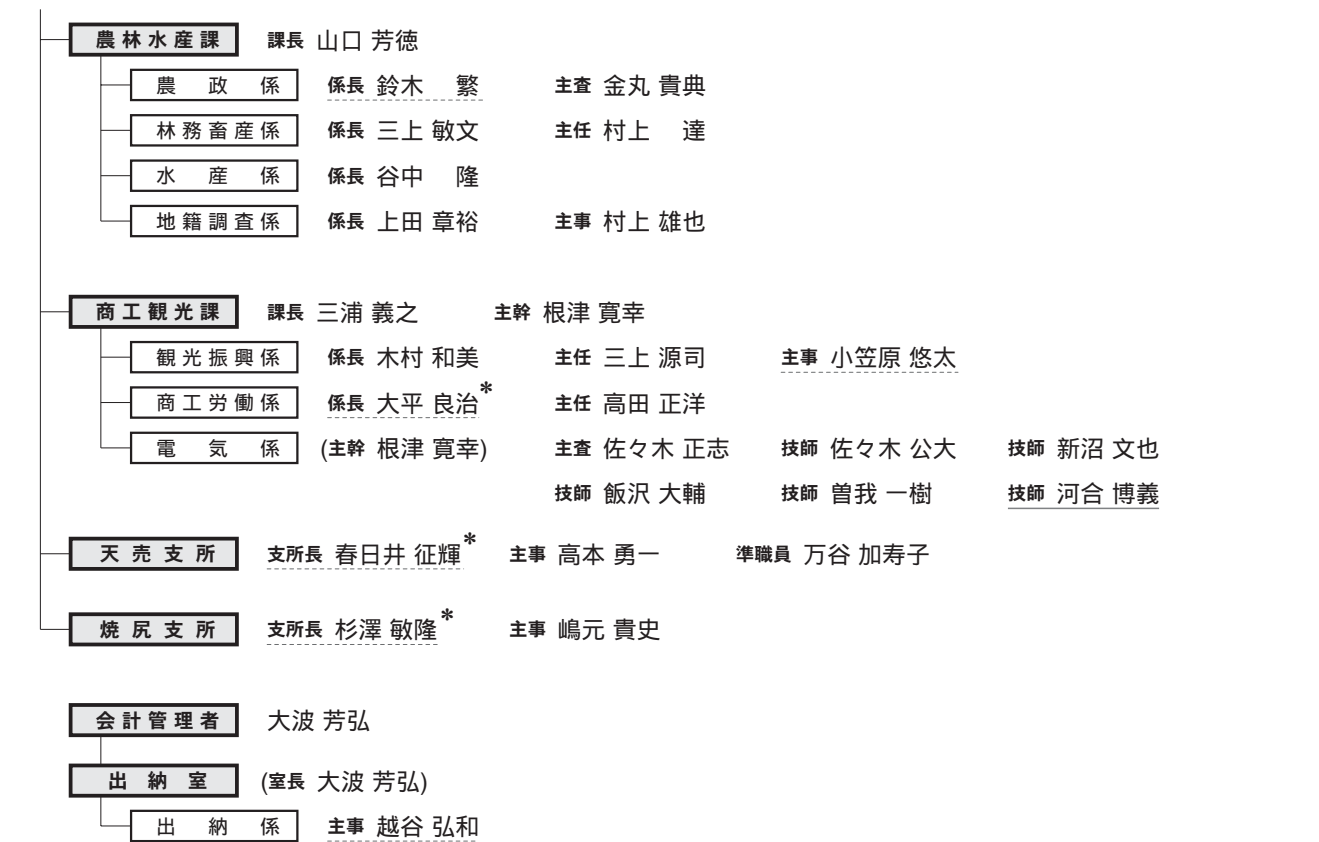 農林水産課 課長 山口 芳徳
農政係 係長 鈴木 繁 主査 金丸 貴典
林務畜産係 係長 三上 敏文 主任 村上 達
水産係 係長 谷中 隆
地籍調査係 係長 上田 章裕 主事 村上 雄也
商工観光課 課長 三浦 義之 主幹 根津 寛幸
観光振興係 係長 木村 和美 主任 三上 源司 主事 小笠原 悠太
商工労働係 係長 大平 良治* 主任 高田 正洋
電気係 (主幹 根津 寛幸) 主査 佐々木 正志 技師 佐々木 公大 技師 新沼 文也
技師 飯沢 大輔 技師 曽我 一樹 技師 河合 博義
天売支所 支所長 春日井 征輝* 主事 高本 勇一 準職員 万谷 加寿子
焼尻支所 支所長 杉澤 敏隆* 主事 嶋元 貴史
会計管理者 大波 芳弘
出納室 (室長 大波 芳弘)
出納係 主事 越谷 弘和